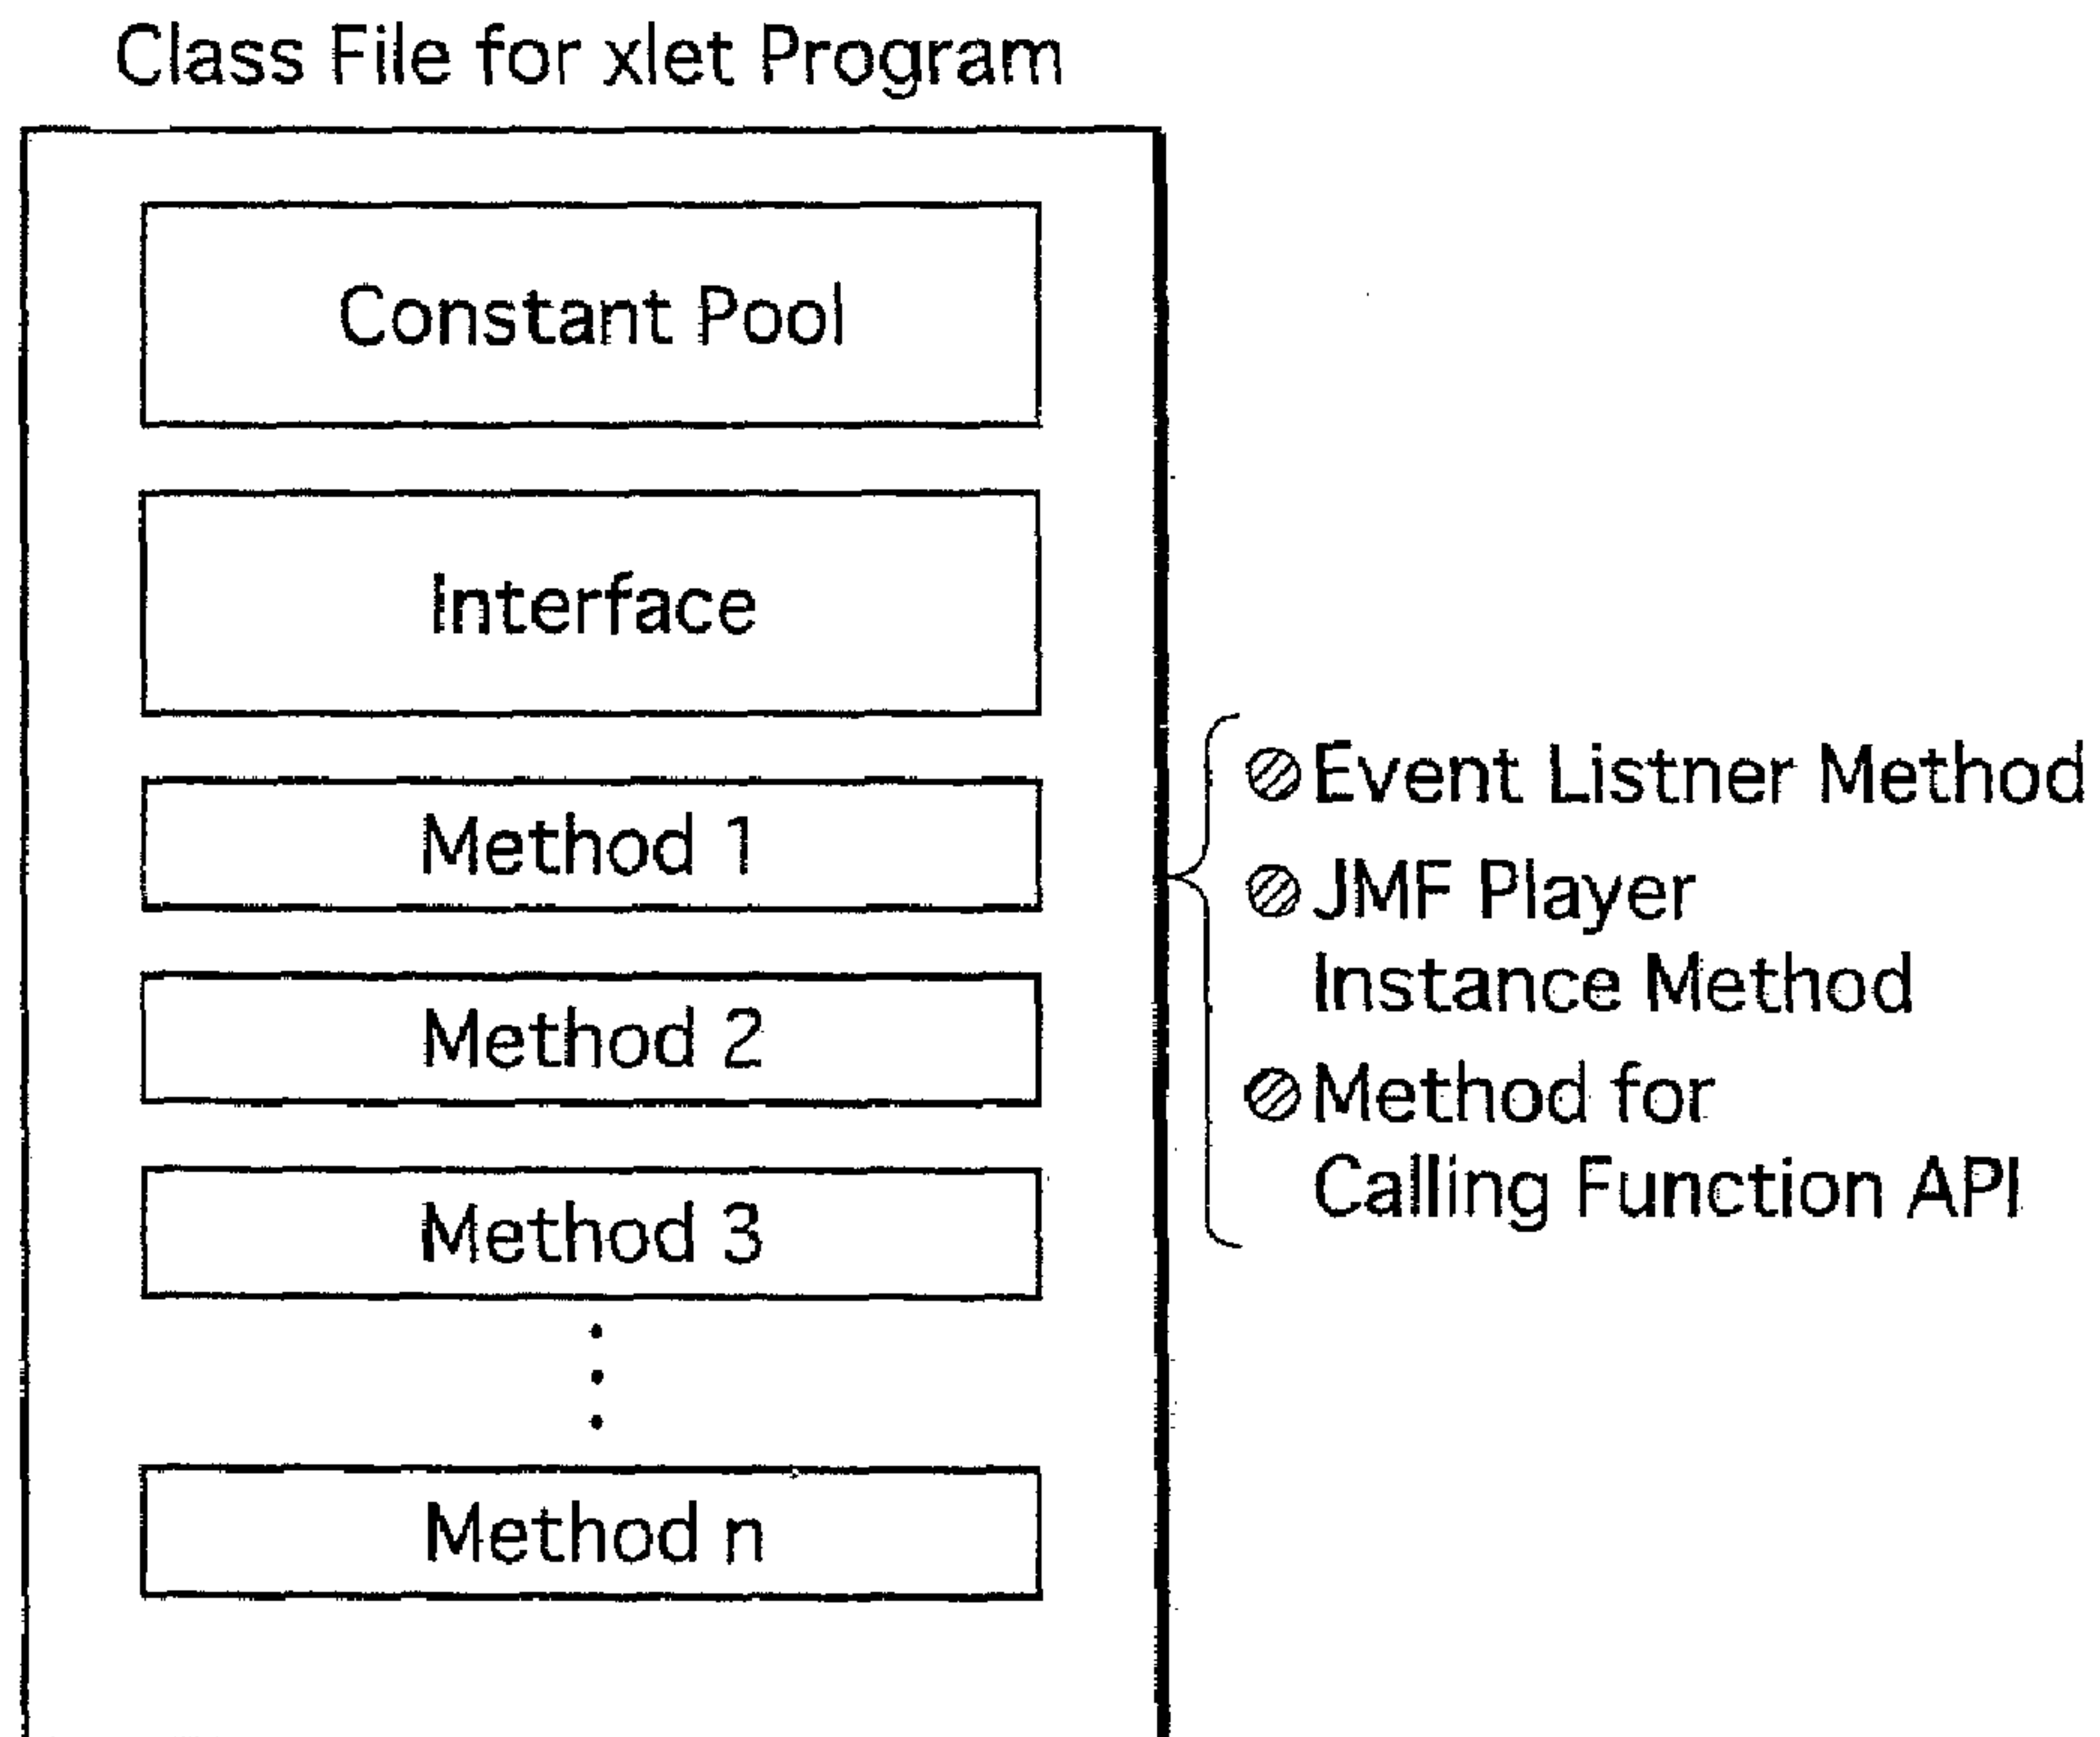 Class File for xlet Program
Constant Pool
Interface
Method 1
Method 2
Method 3
Method n
Event Listner Method
JMF Player
Instance Method
Method for
Calling Function API